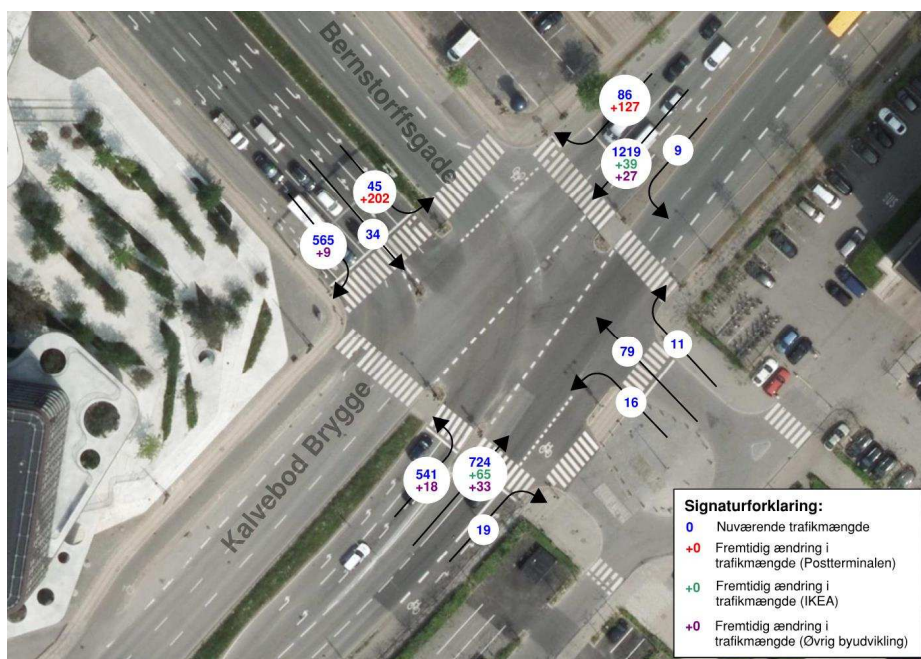 Bernstorffsgade
86
+127
1219
+39
+27
9
45
+202
34
565
+9
79
11
16
Kalvebod Brygge
541
+18
724
+65
+33
19
Signaturforklaring:
0 Nuværende trafikmængde
+0 Fremtidig ændring i
trafikmængde (Postterminalen)
+0 Fremtidig ændring i
trafikmængde (IKEA)
+0 Fremtidig ændring i
trafikmængde (Øvrig byudvikling)